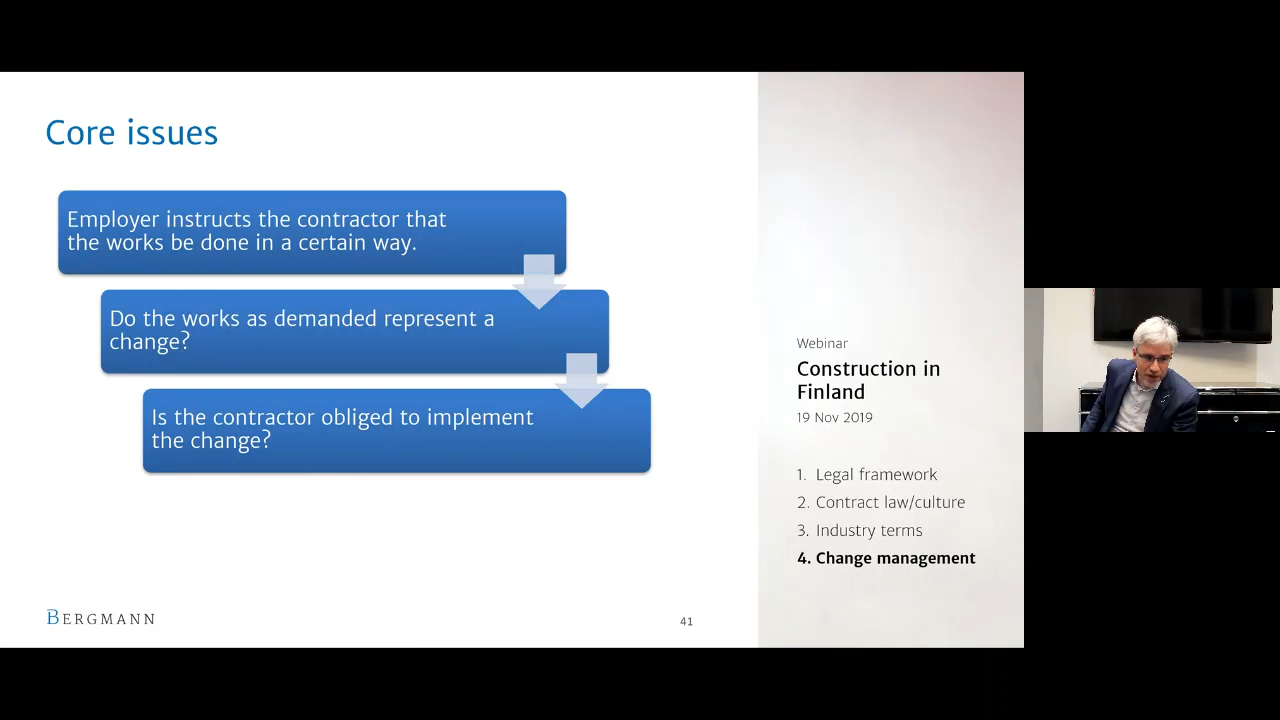 Core issues
Employer instructs the contractor that
the works be done in a certain way.
Do the works as demanded represent a
change?
Is the contractor obliged to implement
the change?
BERGMANN
41
Webinar
Construction in
Finland
19 Nov 2019
1. Legal framework
2. Contract law/culture
3. Industry terms
4. Change management